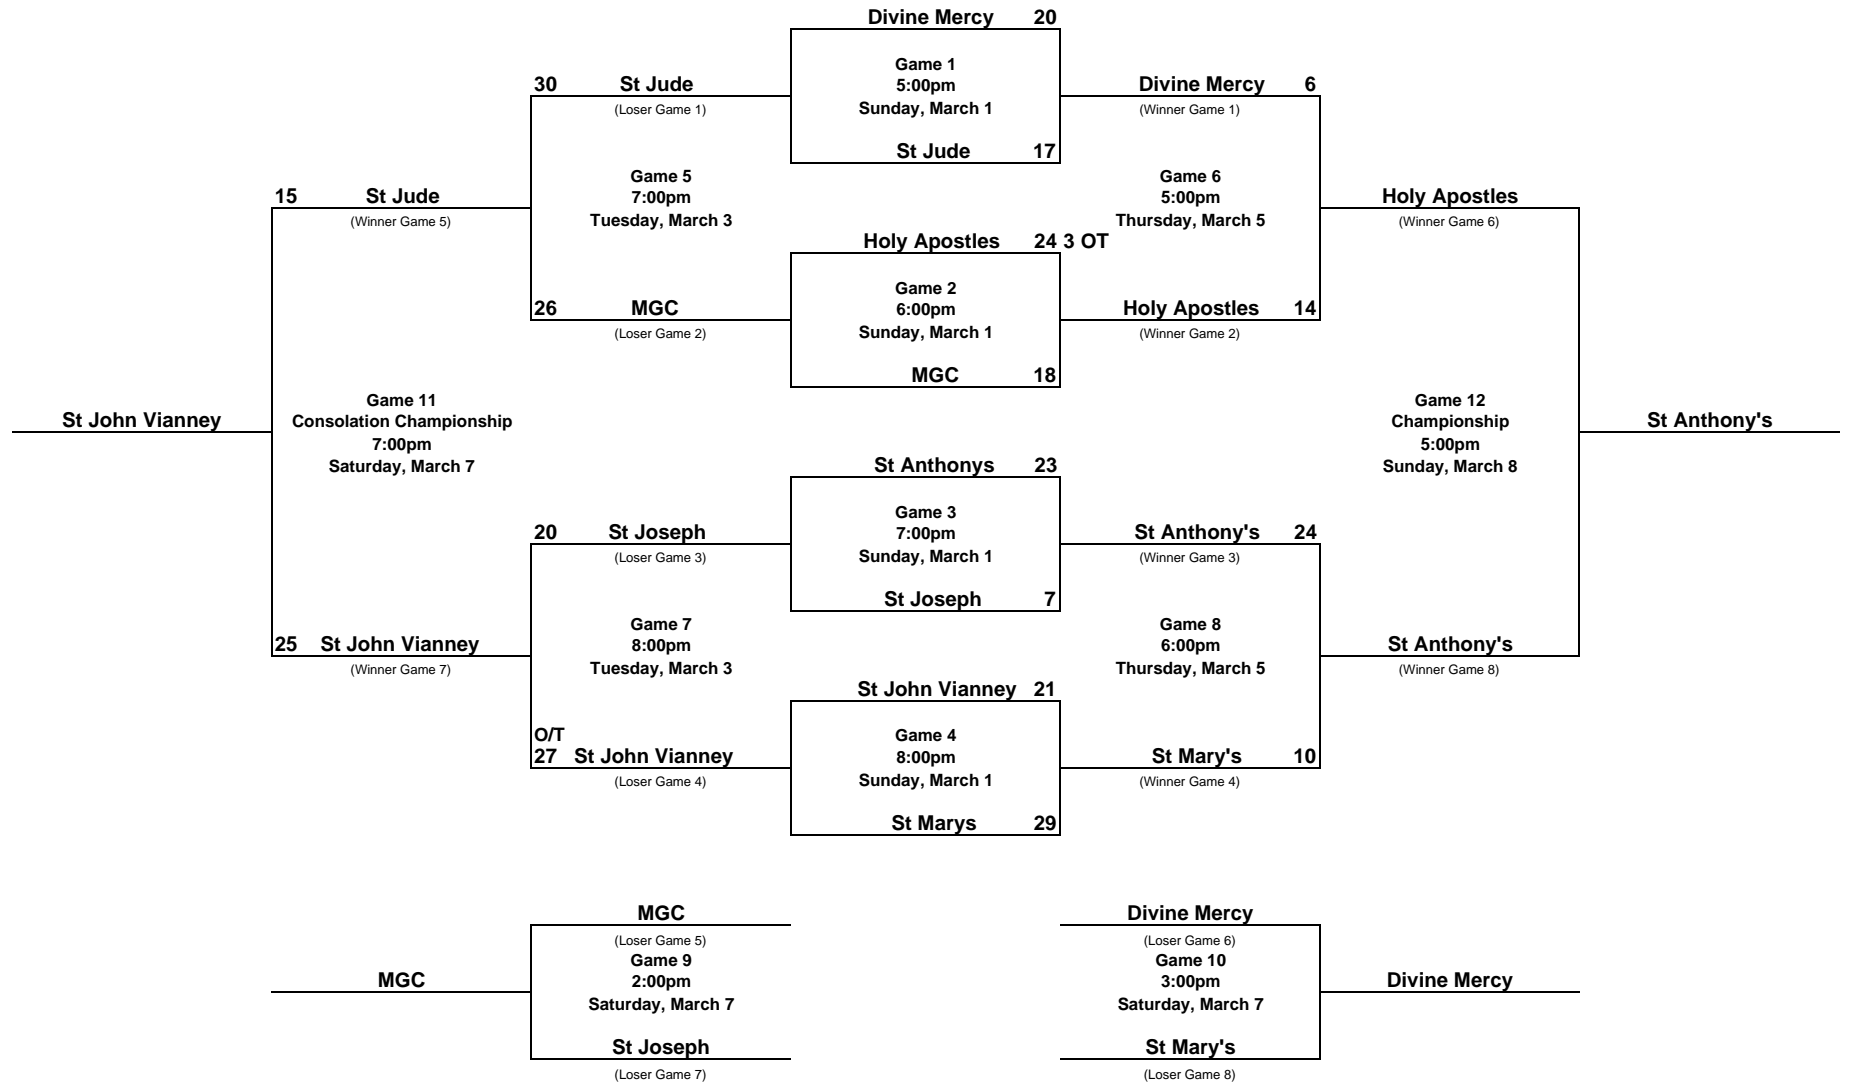 Divine Mercy 20
Game 1
30 St Jude
5:00pm
Divine Mercy 6
(Loser Game 1)
Sunday, March 1
(Winner Game 1)
St Jude 17
Game 5
Game 6
15 St Jude
7:00pm
5:00pm
Holy Apostles
(Winner Game 5)
Tuesday, March 3
Thursday, March 5
(Winner Game 6)
Holy Apostles 24 3 OT
Game 2
26 MGC
6:00pm
Holy Apostles 14
(Loser Game 2)
Sunday, March 1
(Winner Game 2)
MGC 18
Game 11
Game 12
St John Vianney
Consolation Championship
Championship
St Anthony's
7:00pm
5:00pm
Saturday, March 7
Sunday, March 8
St Anthonys 23
Game 3
20 St Joseph
7:00pm
St Anthony's 24
(Loser Game 3)
Sunday, March 1
(Winner Game 3)
St Joseph 7
Game 7
Game 8
25 St John Vianney
8:00pm
6:00pm
St Anthony's
(Winner Game 7)
Tuesday, March 3
Thursday, March 5
(Winner Game 8)
St John Vianney 21
O/T
Game 4
27 St John Vianney
8:00pm
St Mary's 10
(Loser Game 4)
Sunday, March 1
(Winner Game 4)
St Marys 29
MGC
Divine Mercy
(Loser Game 5)
(Loser Game 6)
Game 9
Game 10
MGC
2:00pm
3:00pm
Divine Mercy
Saturday, March 7
Saturday, March 7
St Joseph
St Mary's
(Loser Game 7)
(Loser Game 8)